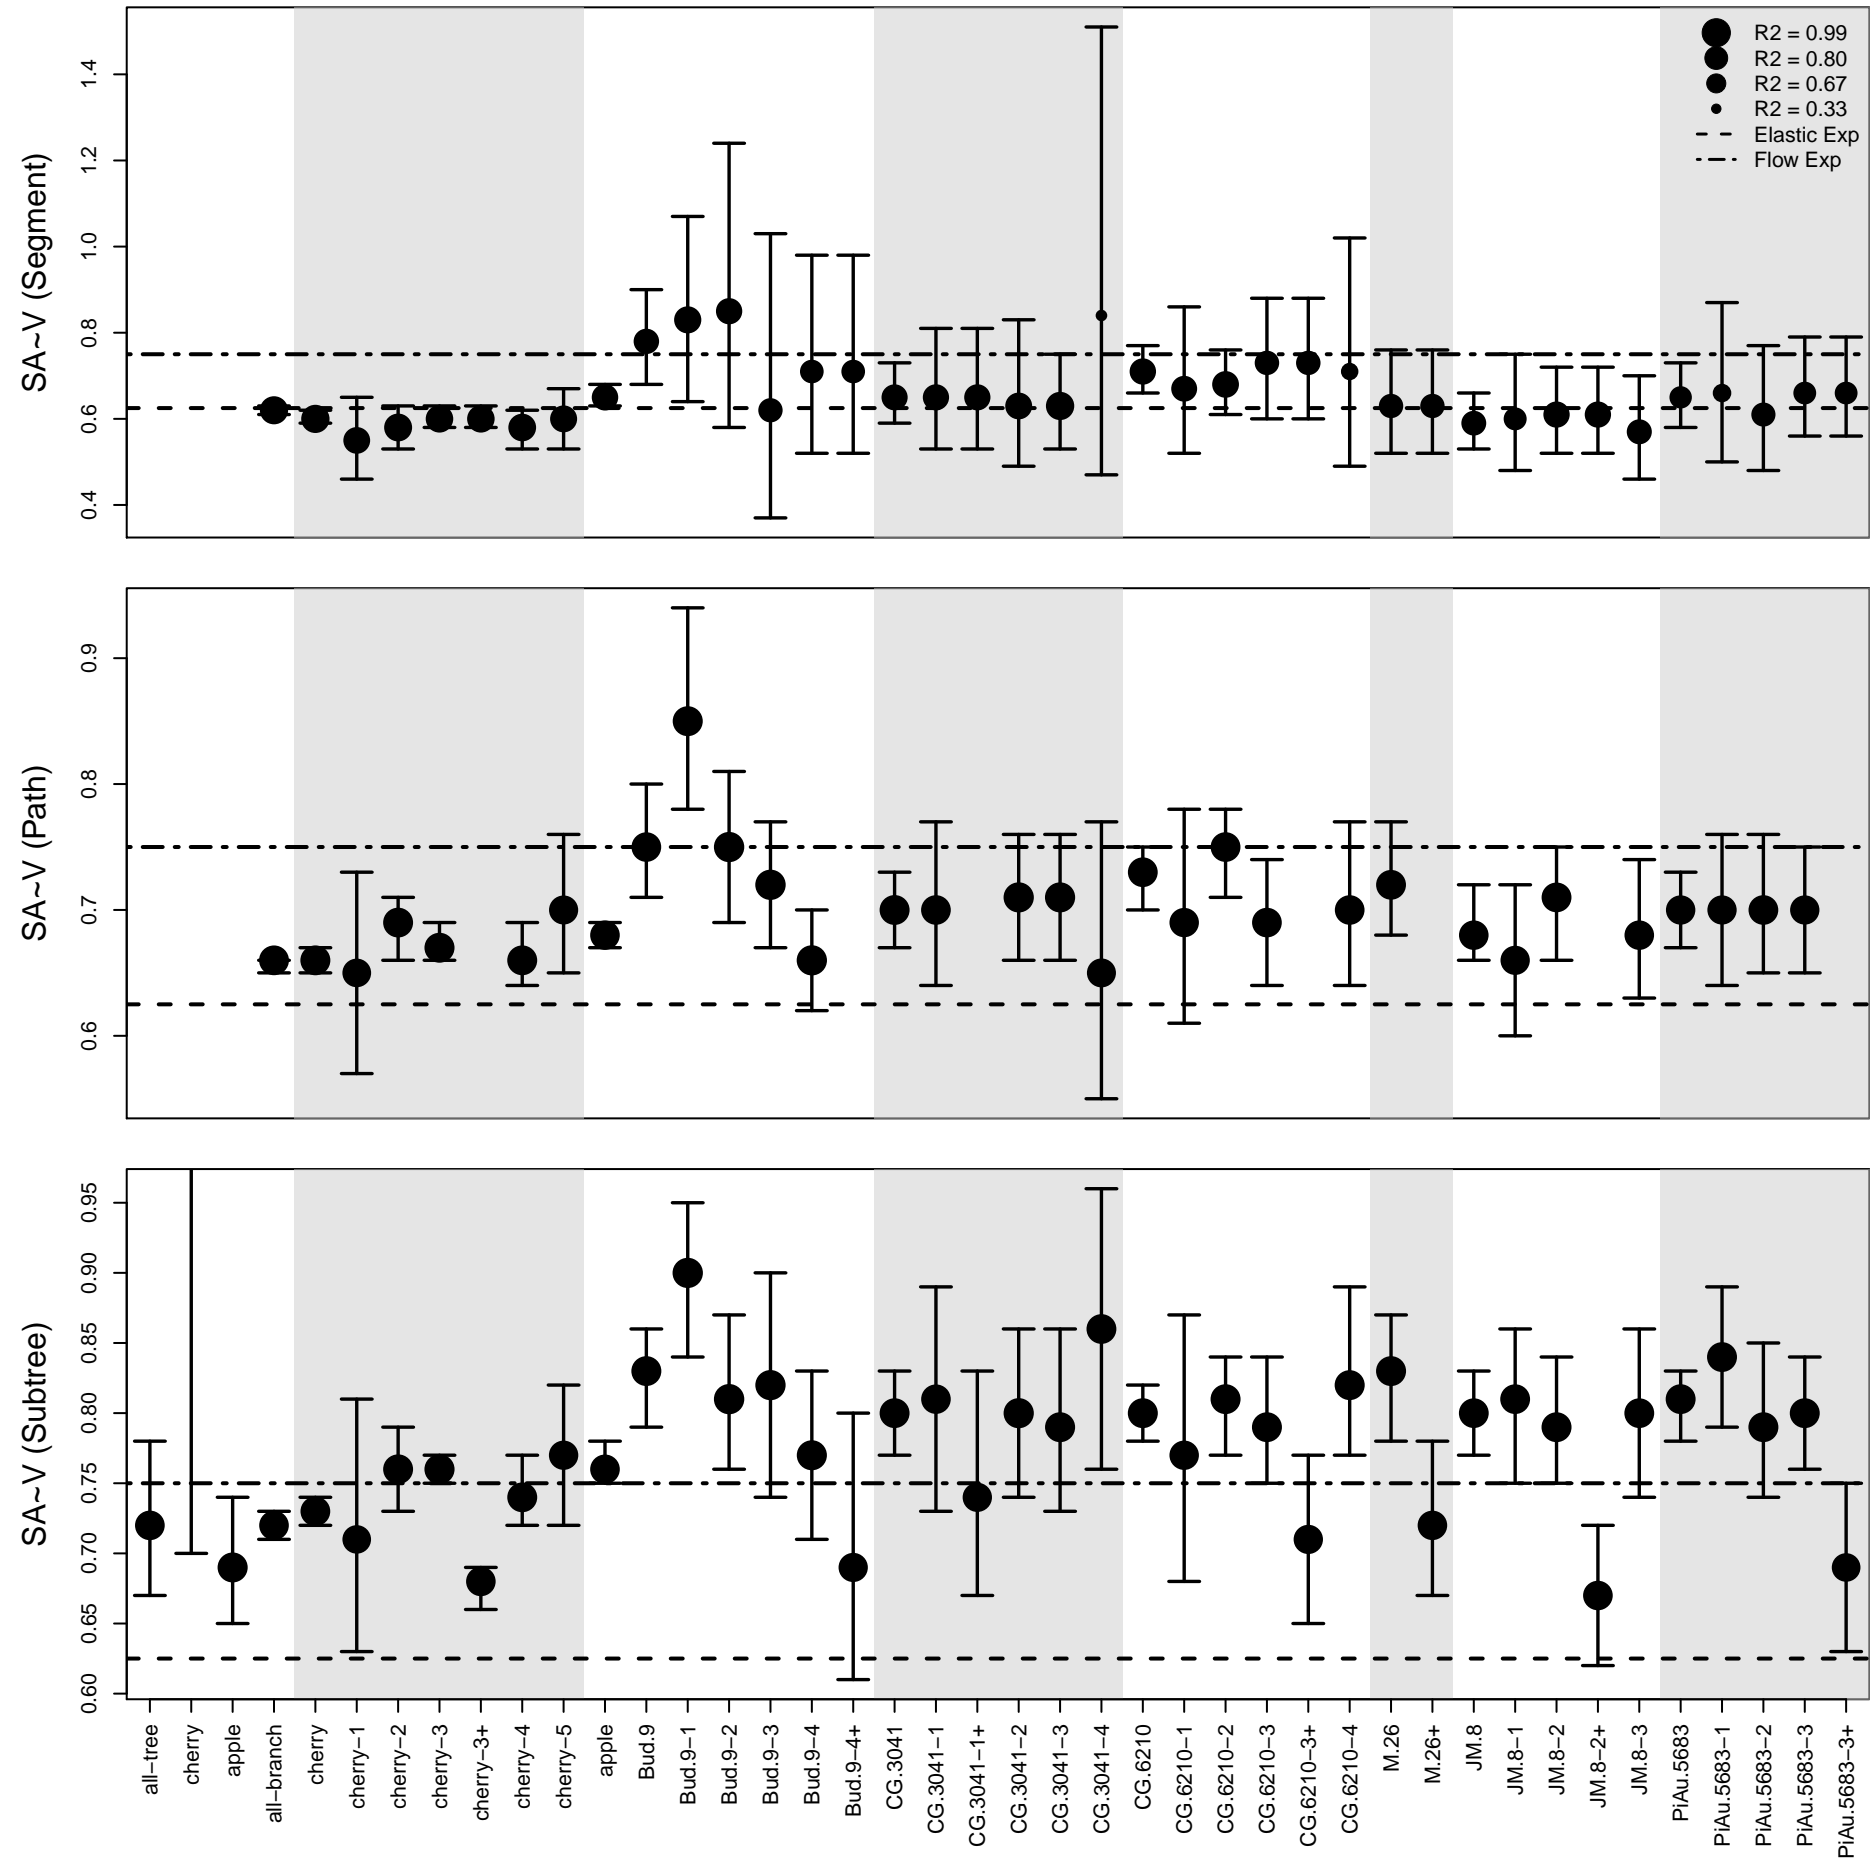 SA~V (Segment)
1.4
1.2
1.0
0.8
0.6
0.4
R2 = 0.99
R2 = 0.80
R2 = 0.67
R2 = 0.33
Elastic Exp
Flow Exp
SA~V (Path)
0.9
0.8
0.7
0.6
SA~V (Subtree)
0.95
0.90
0.85
0.80
0.75
0.70
0.65
0.60
all−tree
cherry
apple
all−branch
cherry
cherry−1
cherry−2
cherry−3
cherry−3+
cherry−4
cherry−5
apple
Bud.9
Bud.9−1
Bud.9−2
Bud.9−3
Bud.9−4
Bud.9−4+
CG.3041
CG.3041−1
CG.3041−1+
CG.3041−2
CG.3041−3
CG.3041−4
CG.6210
CG.6210−1
CG.6210−2
CG.6210−3
CG.6210−3+
CG.6210−4
M.26
M.26+
JM.8
JM.8−1
JM.8−2
JM.8−2+
JM.8−3
PiAu.5683
PiAu.5683−1
PiAu.5683−2
PiAu.5683−3
PiAu.5683−3+